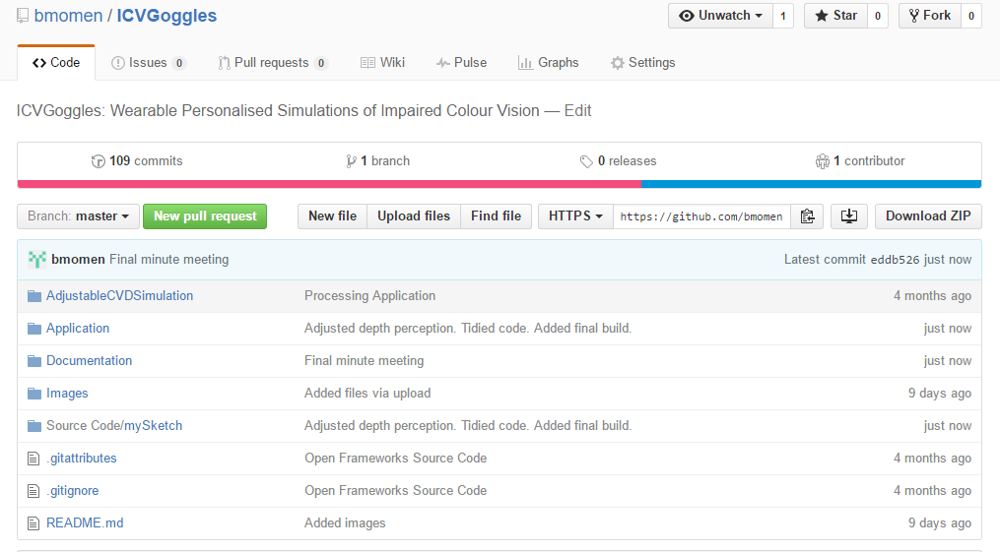 bmomen / ICVGoggles Unwatch 1 Star 0 Fork 0
Code Issues 0 Pull requests 0 Wiki Pulse Graphs Settings
ICVGoggles: Wearable Personalised Simulations of Impaired Colour Vision — Edit
109 commits 1 branch 0 releases 1 contributor
Branch: master New pull request New file Upload files Find file HTTPS https://github.com/bmomen Download ZIP
bmomen Final minute meeting Latest commit eddb526 just now
AdjustableCVDSimulation Processing Application 4 months ago
Application Adjusted depth perception. Tidied code. Added final build. just now
Documentation Final minute meeting just now
Images Added files via upload 9 days ago
Source Code/mySketch Adjusted depth perception. Tidied code. Added final build. just now
.gitattributes Open Frameworks Source Code 4 months ago
.gitignore Open Frameworks Source Code 4 months ago
README.md Added images 9 days ago